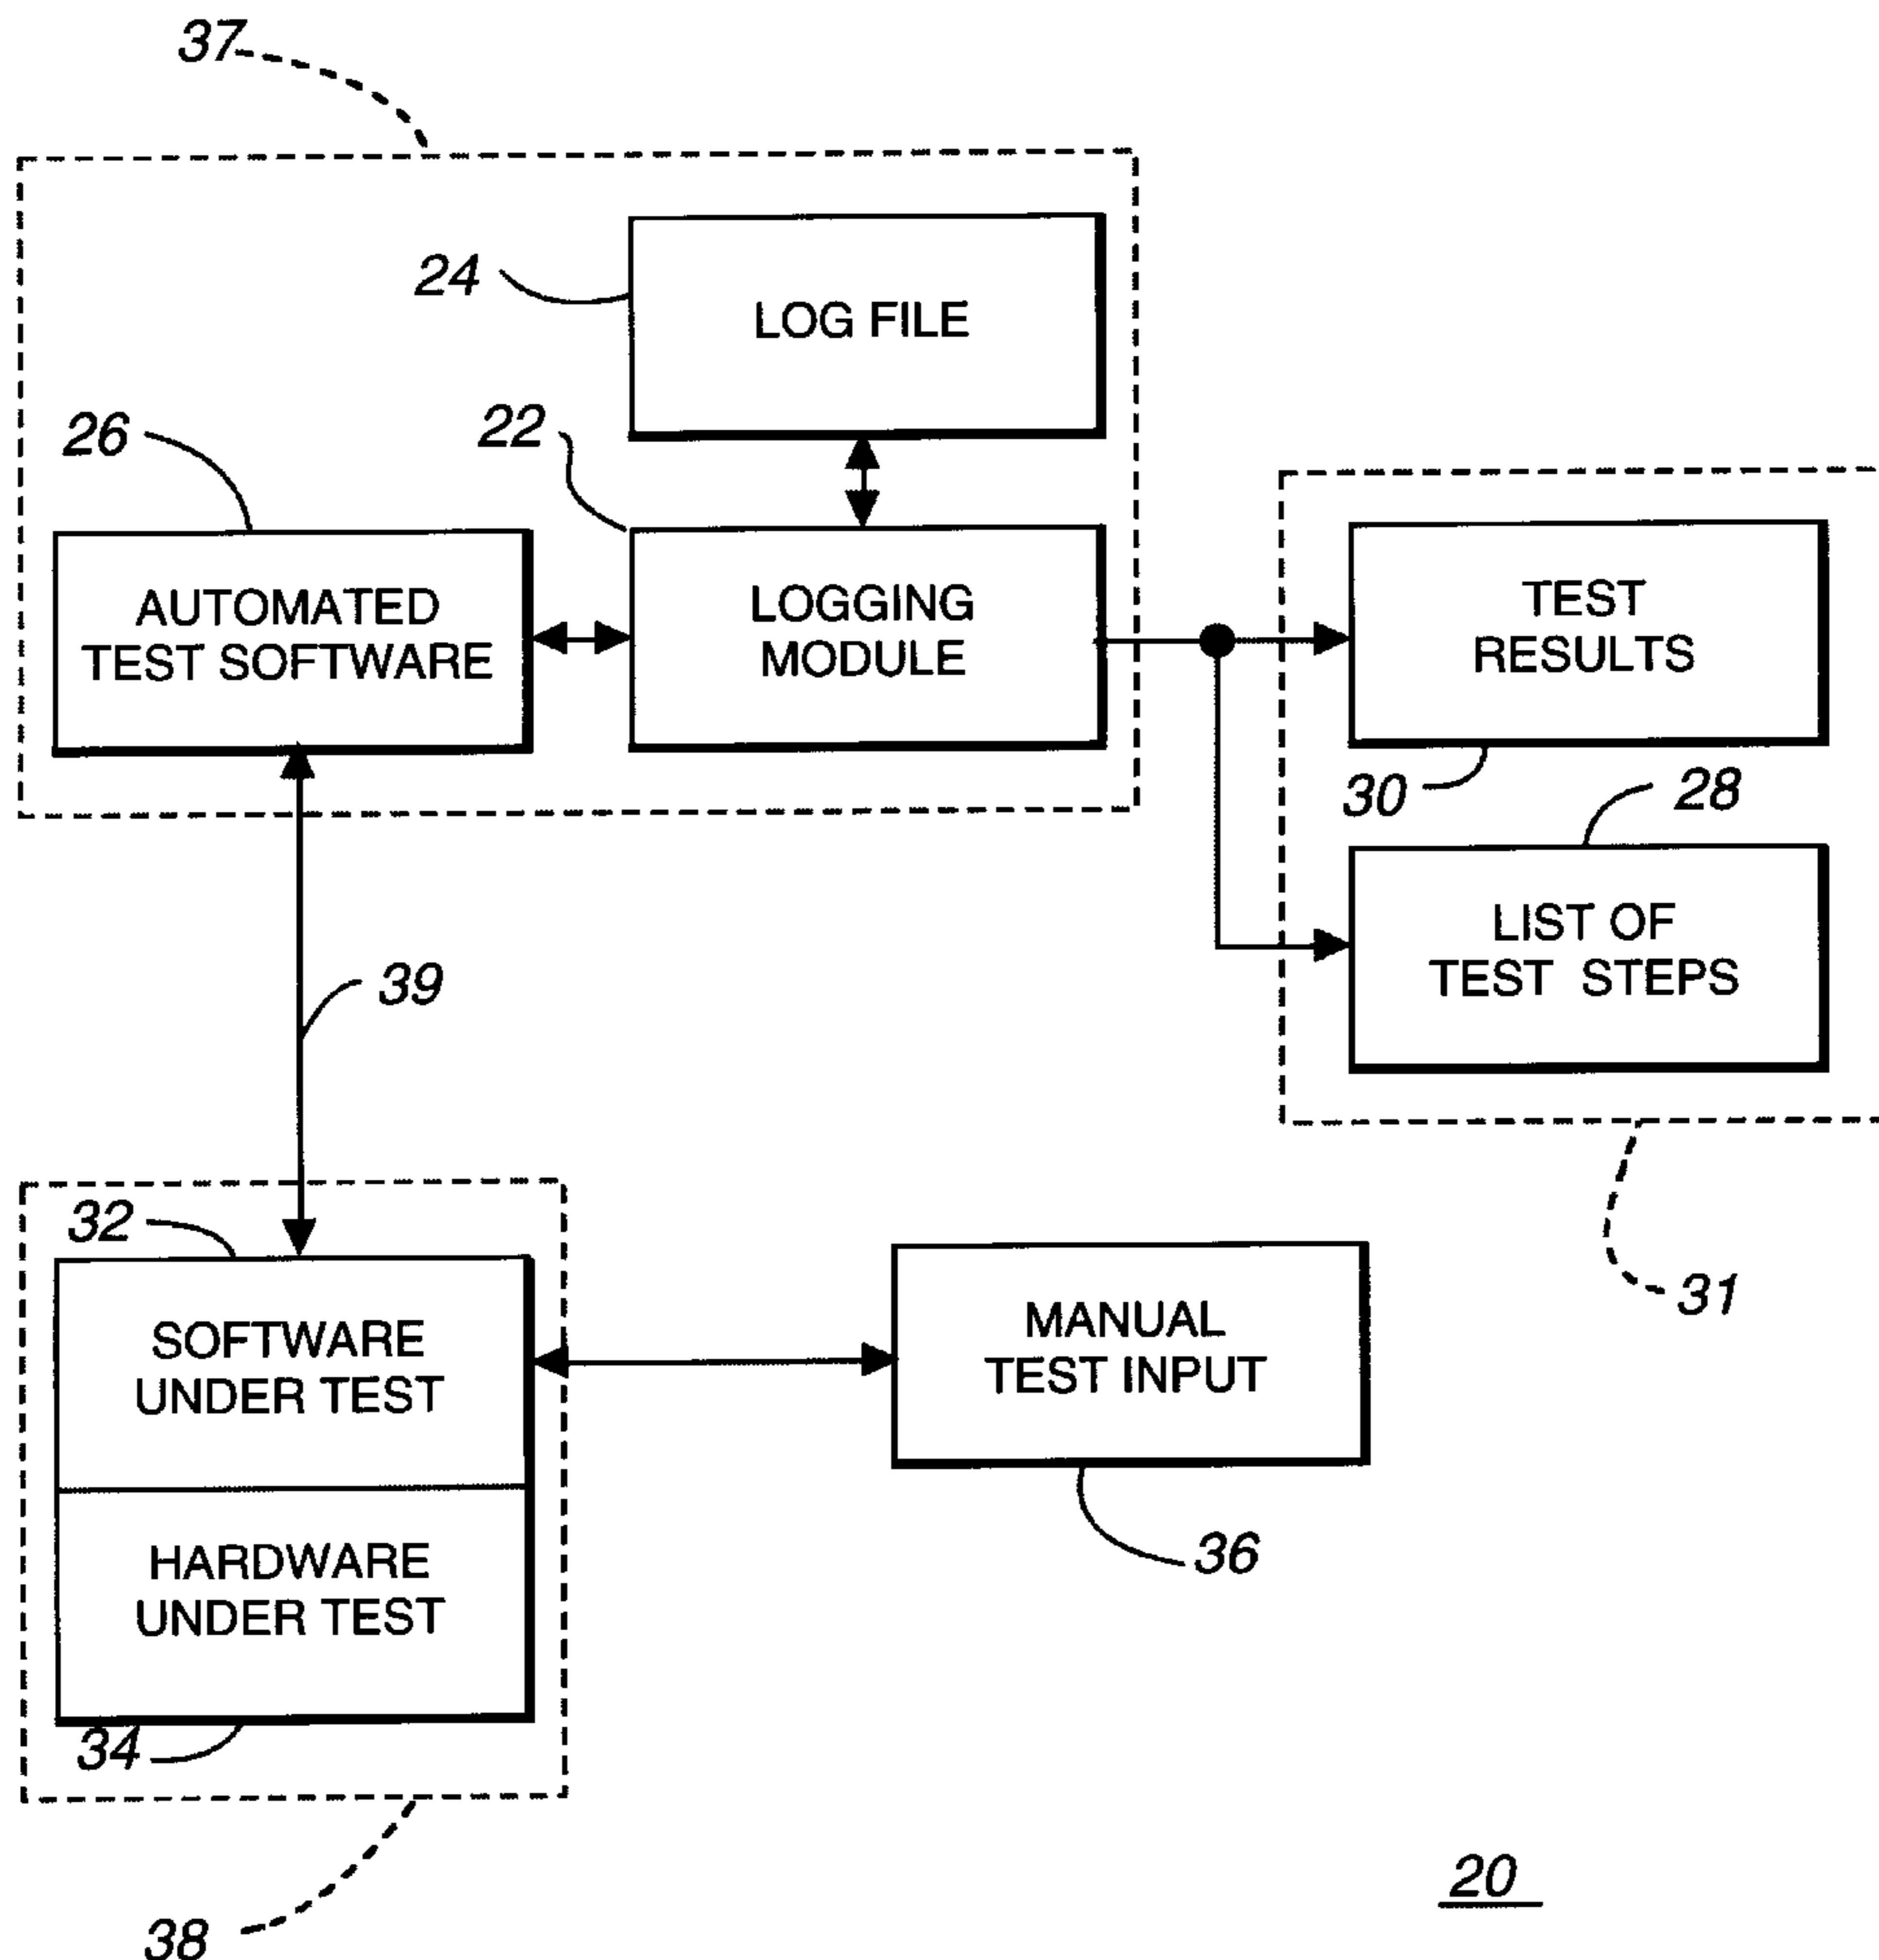 37
24
LOG FILE
26
22
AUTOMATED
TEST SOFTWARE
LOGGING
MODULE
TEST
RESULTS
30
28
LIST OF
TEST STEPS
39
31
32
SOFTWARE
UNDER TEST
MANUAL
TEST INPUT
36
HARDWARE
UNDER TEST
34
38
20